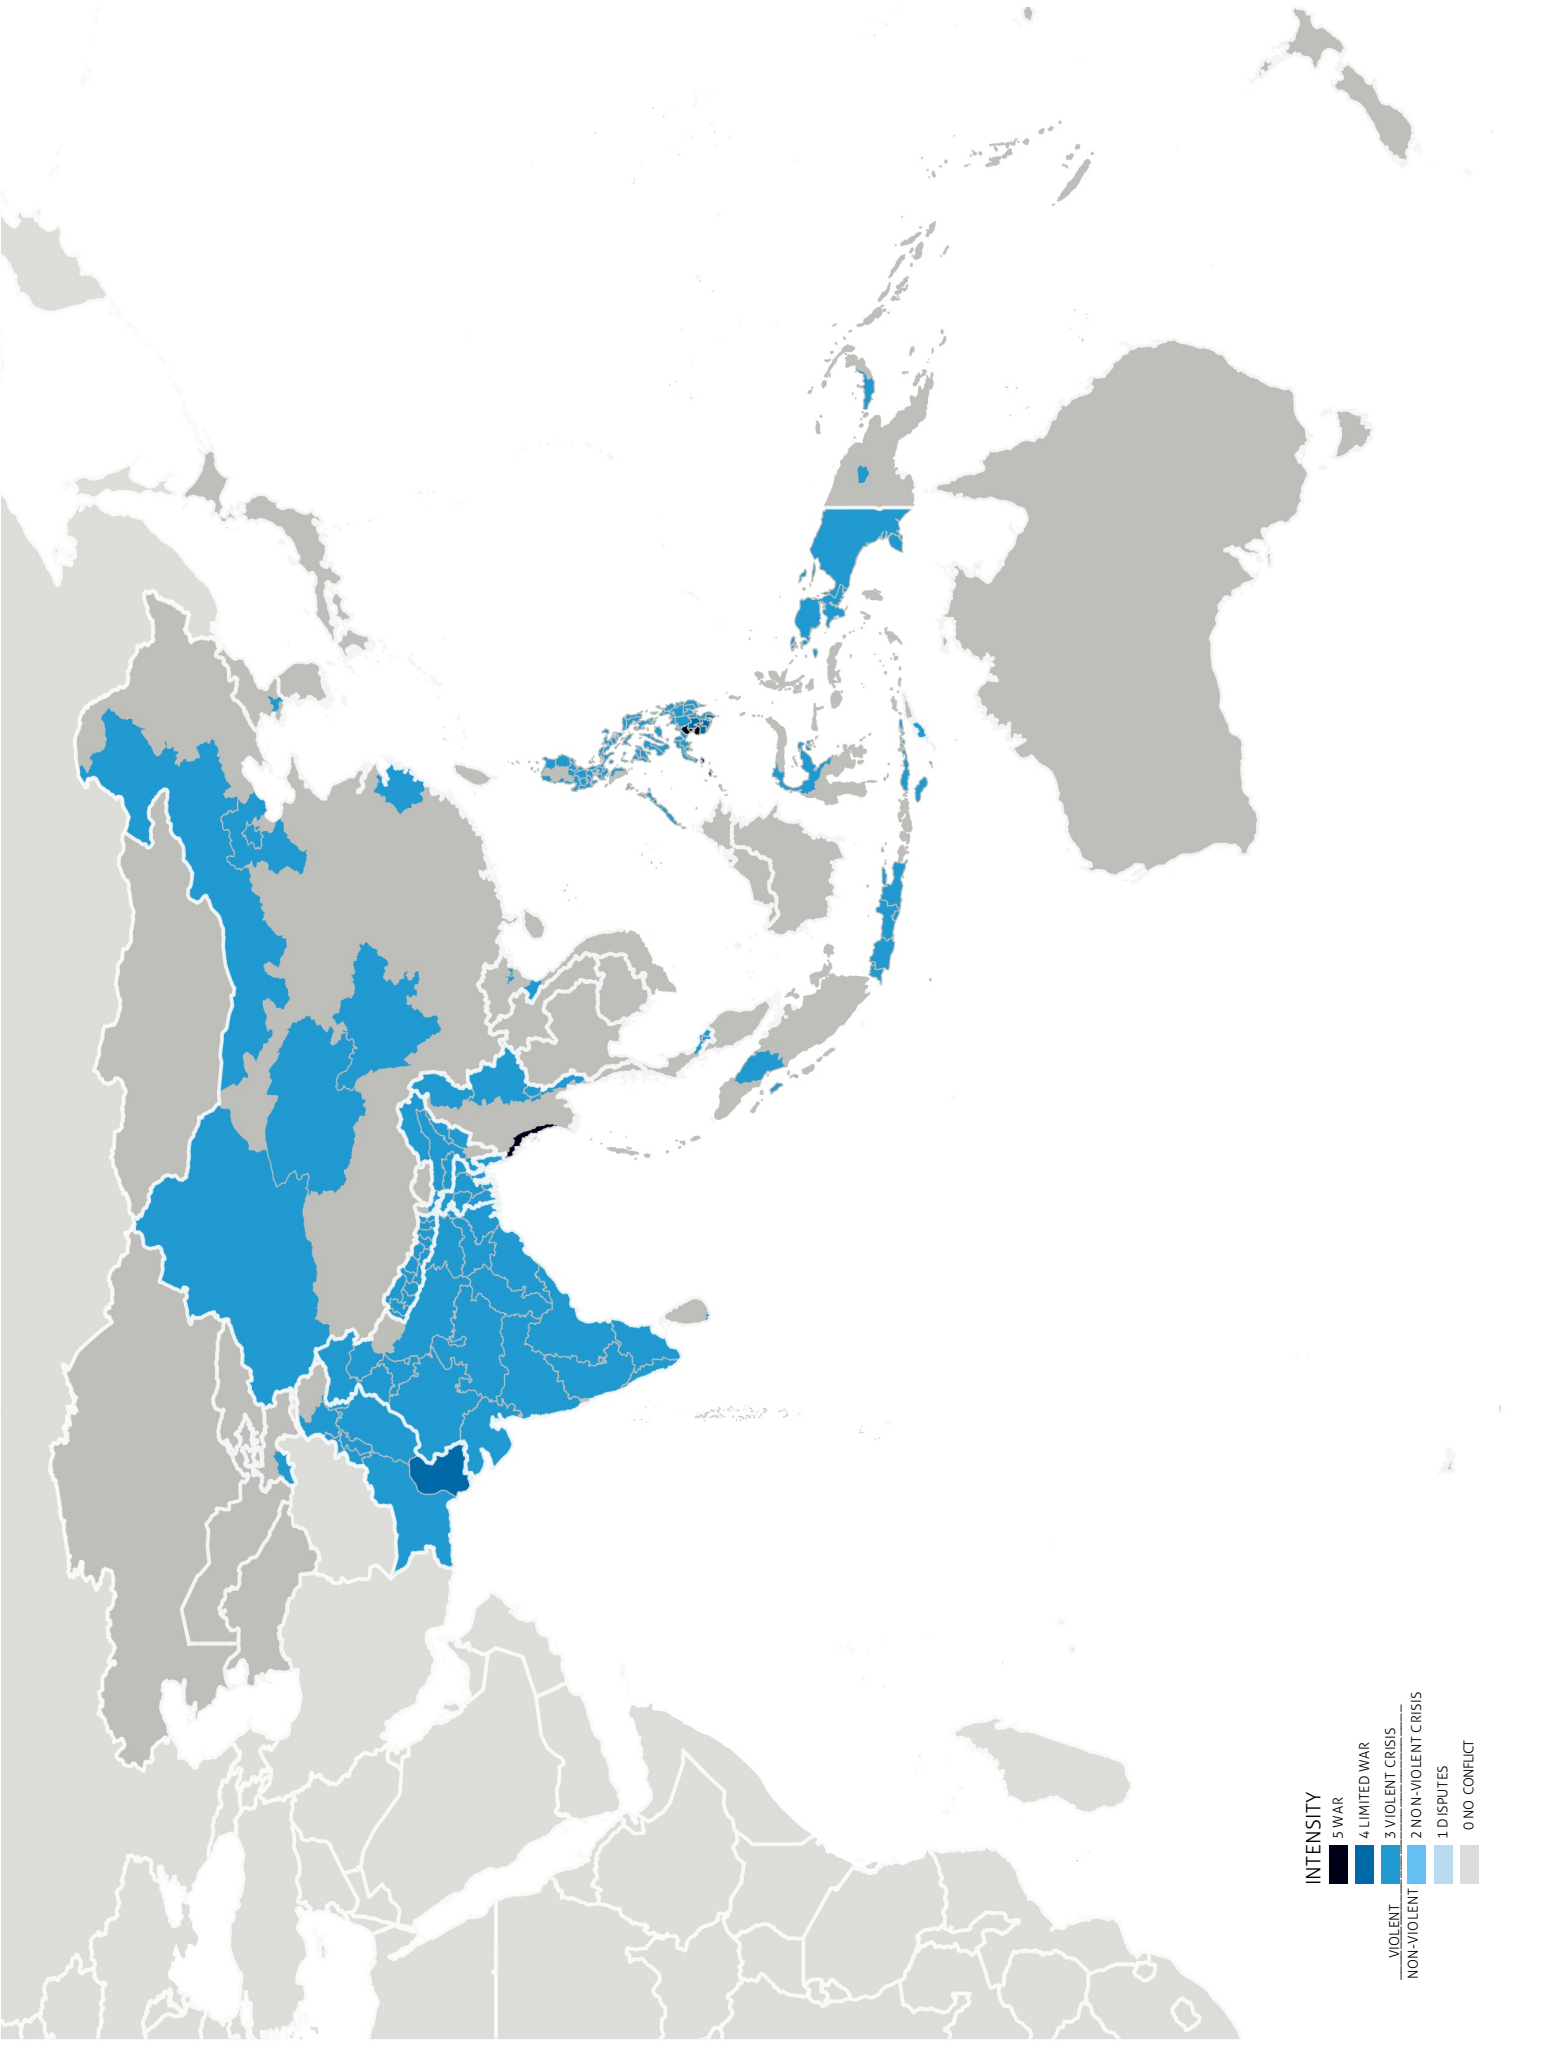 INTENSITY
5 WAR
4 LIMITED WAR
3 VIOLENT CRISIS
VIOLENT
NON-VIOLENT
2 NON-VIOLENT CRISIS
1 DISPUTES
0 NO CONFLICT